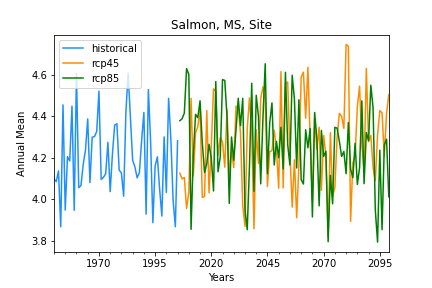 Salmon, MS, Site
historical
rcp45
rcp85
Annual Mean
4.6
4.4
4.2
4.0
3.8
1970 1995 2020 2045 2070 2095
Years